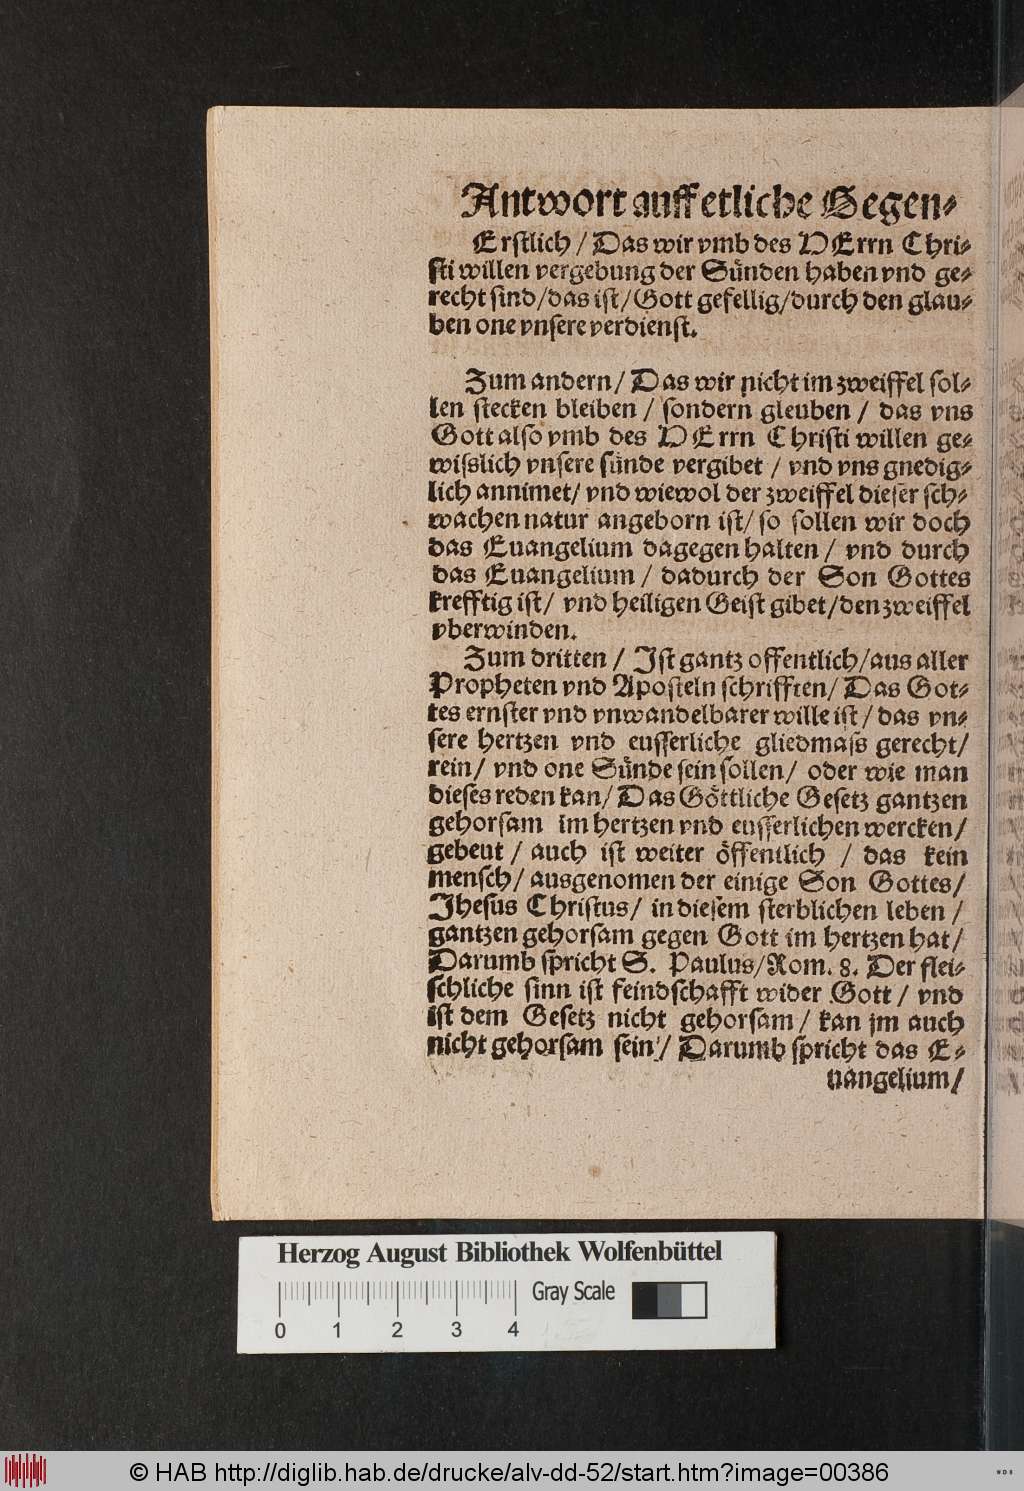 Antwort auff etliche Gegen-
Erstlich / Das wir vmb des HErrn Chri-
sti willen vergebung der Sünden haben vnd ge-
recht sind/das ist/Gott gefellig/durch den glau-
ben one vnsere verdienst.
Zum andern / Das wir nicht im zweiffel sol-
len stecken bleiben / sondern gleuben / das vns
Gott also vmb des HErrn Christi willen ge-
wisslich vnsere sünde vergibet / vnd vns gnedig-
lich annimet/ vnd wiewol der zweiffel dieser sch-
wachen natur angeborn ist/ so sollen wir doch
das Euangelium dagegen halten / vnd durch
das Euangelium / dadurch der Son Gottes
krefftig ist/ vnd heiligen Geist gibet/den zweiffel
vberwinden.
Zum dritten / Ist gantz offentlich/aus aller
Propheten vnd Aposteln schrifften/ Das Got-
tes ernster vnd vnwandelbarer wille ist / das vn-
sere hertzen vnd eusserliche gliedmass gerecht/
rein/ vnd one Sünde sein sollen/ oder wie man
dieses reden kan/ Das Göttliche Gesetz gantzen
gehorsam im hertzen vnd eusserlichen wercken/
gebeut / auch ist weiter öffentlich / das kein
mensch/ ausgenomen der einige Son Gottes/
Jhesus Christus/ in diesem sterblichen leben /
gantzen gehorsam gegen Gott im hertzen hat/
Darumb spricht S. Paulus/Rom. 8. Der flei-
schliche sinn ist feindschafft wider Gott / vnd
ist dem Gesetz nicht gehorsam / kan jm auch
nicht gehorsam sein / Darumb spricht das E-
uangelium/
Herzog August Bibliothek Wolfenbüttel
Gray Scale
0 1 2 3 4
© HAB http://diglib.hab.de/drucke/alv-dd-52/start.htm?image=00386
WDB